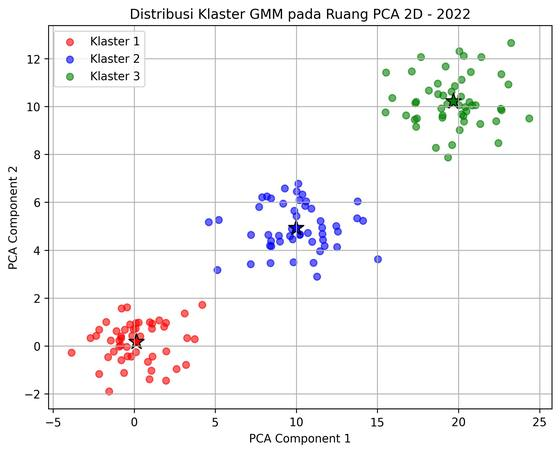 Distribusi Klaster GMM pada Ruang PCA 2D - 2022
Klaster 1
Klaster 2
Klaster 3
12
10
8
6
4
2
0
−2
PCA Component 2
−5 0 5 10 15 20 25
PCA Component 1